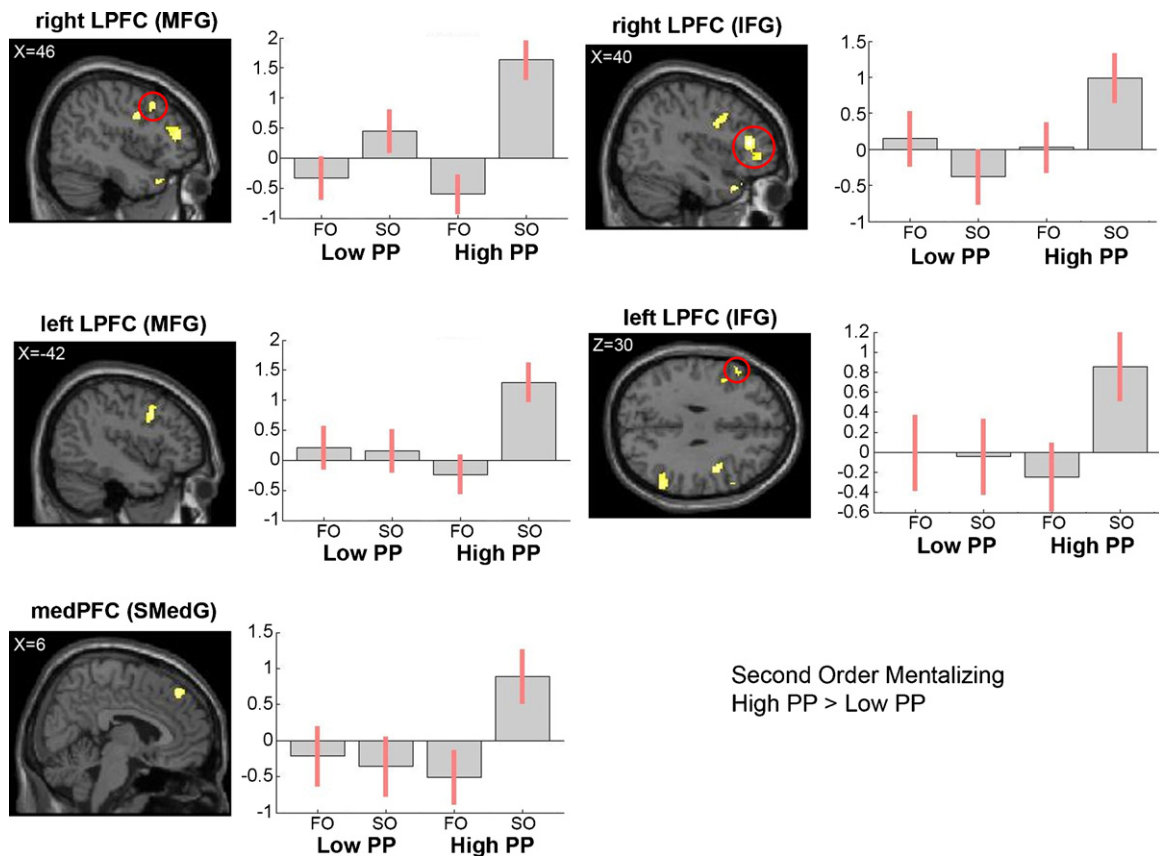 right LPFC (MFG)
X=46
2
1.5
1
0.5
0
-0.5
-1
FO SO FO SO
Low PP High PP
right LPFC (IFG)
X=40
1.5
1
0.5
0
-0.5
-1
FO SO FO SO
Low PP High PP
left LPFC (MFG)
X=-42
2
1.5
1
0.5
0
-0.5
-1
FO SO FO SO
Low PP High PP
left LPFC (IFG)
Z=30
1.2
1
0.8
0.6
0.4
0.2
0
-0.2
-0.4
-0.6
FO SO FO SO
Low PP High PP
medPFC (SMedG)
X=6
1.5
1
0.5
0
-0.5
-1
FO SO FO SO
Low PP High PP
Second Order Mentalizing
High PP > Low PP